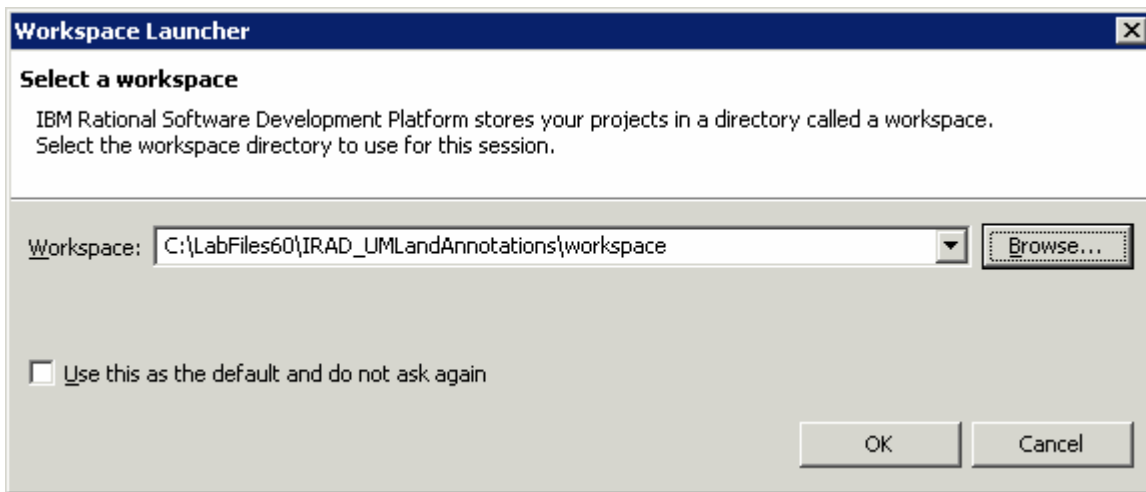 Workspace Launcher
Select a workspace
IBM Rational Software Development Platform stores your projects in a directory called a workspace.
Select the workspace directory to use for this session.
Workspace: C:\LabFiles60\IRAD_UMLandAnnotations\workspace Browse...
Use this as the default and do not ask again
OK Cancel